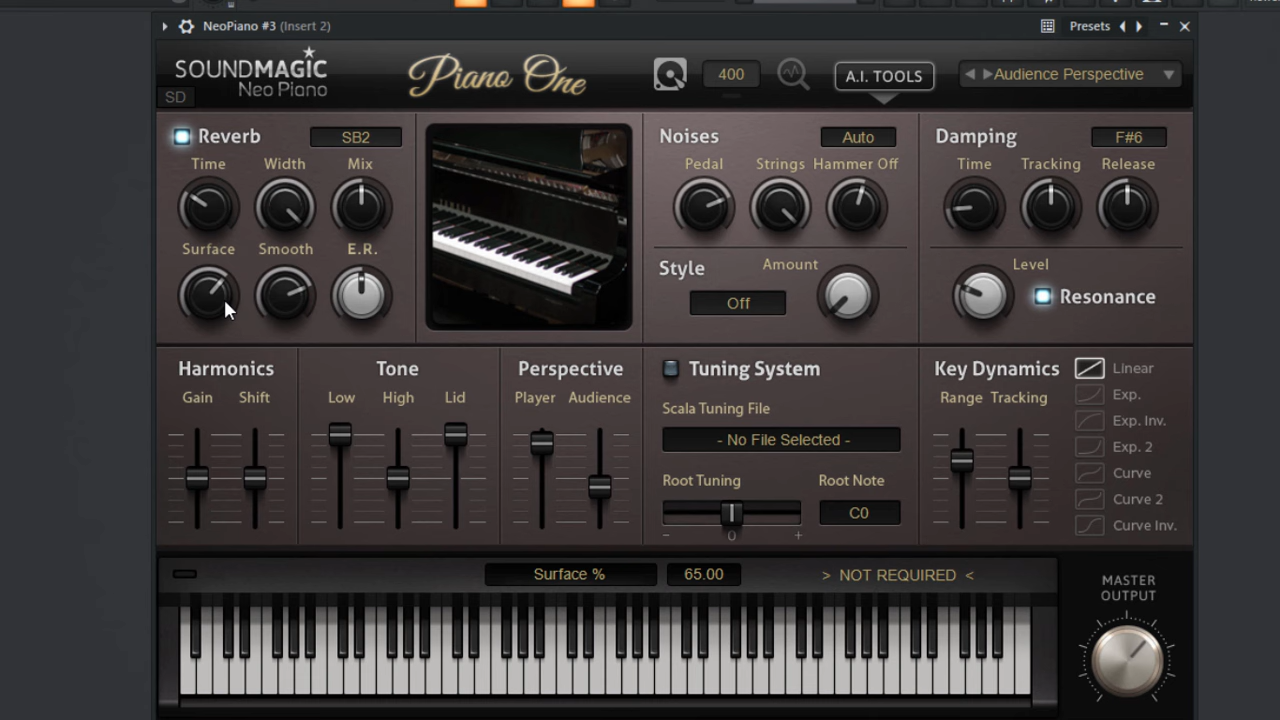 NeoPiano #3 (Insert 2)
Presets
SOUNDMAGIC
Neo Piano
SD
Piano One
400
A.I. TOOLS
Audience Perspective
Reverb
SB2
Time Width Mix
Surface Smooth E.R.
Noises
Auto
Pedal Strings Hammer Off
Style
Amount
Off
Damping
F#6
Time Tracking Release
Level
Resonance
Harmonics
Gain Shift
Tone
Low High Lid
Perspective
Player Audience
Tuning System
Scala Tuning File
- No File Selected -
Root Tuning
Root Note
C0
- 0 +
Key Dynamics
Range Tracking
Linear
Exp.
Exp. Inv.
Exp. 2
Curve
Curve 2
Curve Inv.
Surface %
65.00
> NOT REQUIRED <
MASTER
OUTPUT